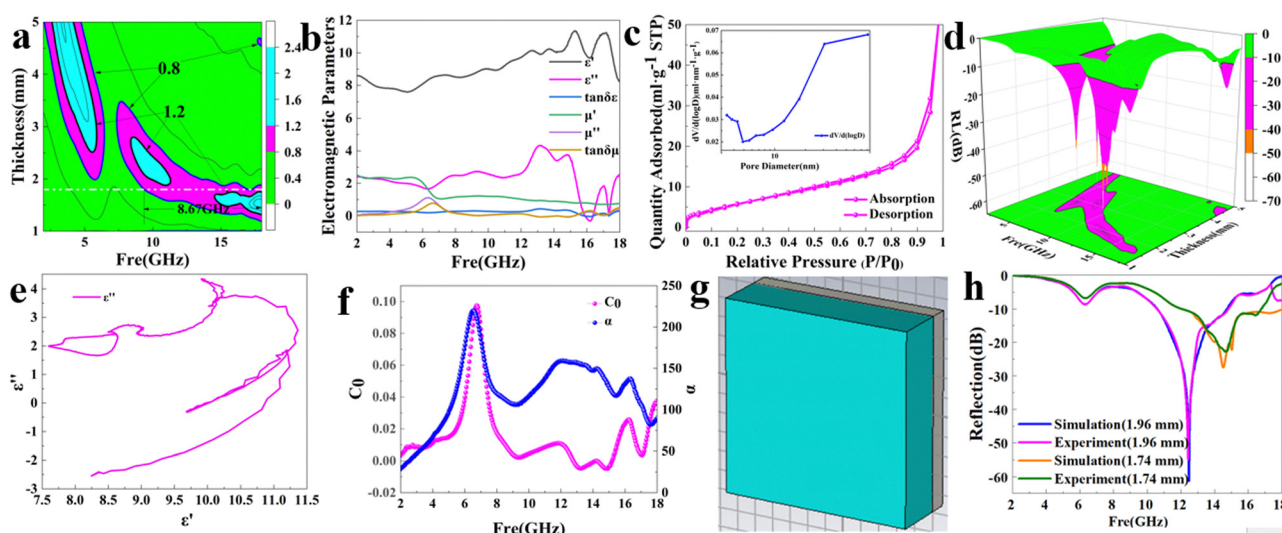 a
Thickness(mm)
5
4
3
2
1
0.8
1.2
8.67GHz
5
10
15
Fre(GHz)
2.4
2
1.6
1.2
0.8
0.4
0
b
Electromagnetic Parameters
12
10
8
6
4
2
0
ε'
ε''
tanδε
μ'
μ''
tanδμ
2 4 6 8 10 12 14 16 18
Fre(GHz)
c
Quantity Adsorbed(ml·g⁻¹ STP)
50
40
30
20
10
0
dV/d(logD)(ml·nm⁻¹·g⁻¹)
0.07
0.06
0.05
0.04
0.03
0.02
dV/d(logD)
10
Pore Diameter(nm)
Absorption
Desorption
0 0.1 0.2 0.3 0.4 0.5 0.6 0.7 0.8 0.9 1
Relative Pressure (P/P₀)
d
RL(dB)
0
-10
-20
-30
-40
-50
-60
Fre(GHz)
5
10
15
Thickness(mm)
1
0
-10
-20
-30
-40
-50
-60
-70
e
ε''
5
4
3
2
1
0
-1
-2
-3
ε''
7.5 8.0 8.5 9.0 9.5 10.0 10.5 11.0 11.5
ε'
f
C₀
0.10
0.08
0.06
0.04
0.02
0.00
-0.02
C₀
α
250
200
150
100
50
0
α
2 4 6 8 10 12 14 16 18
Fre(GHz)
g
h
Reflection(dB)
0
-10
-20
-30
-40
-50
-60
Simulation(1.96 mm)
Experiment(1.96 mm)
Simulation(1.74 mm)
Experiment(1.74 mm)
2 4 6 8 10 12 14 16 18
Fre(GHz)